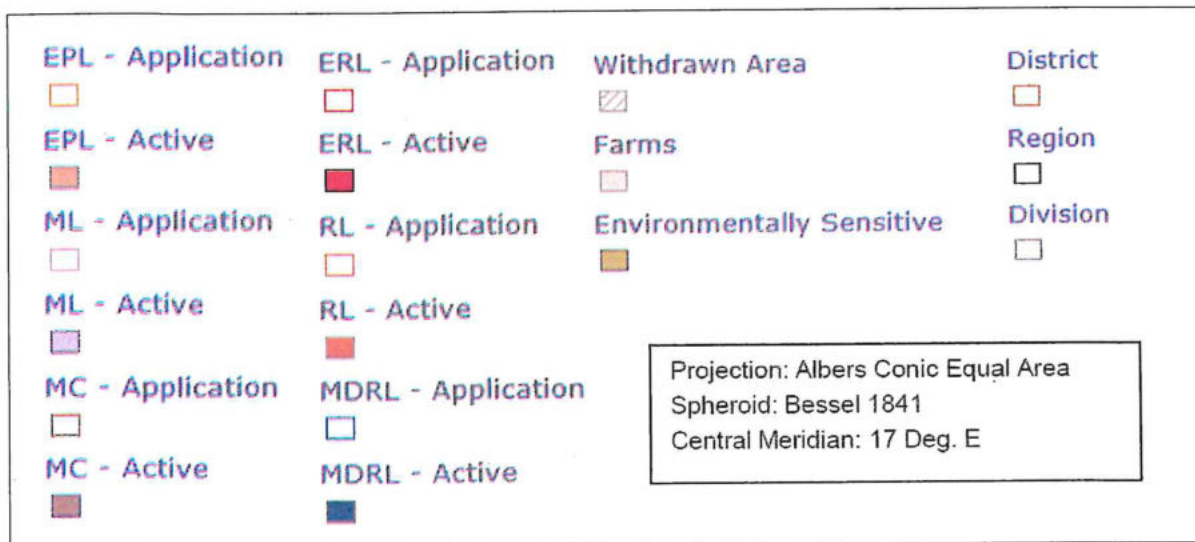 EPL - Application
EPL - Active
ML - Application
ML - Active
MC - Application
MC - Active
ERL - Application
ERL - Active
RL - Application
RL - Active
MDRL - Application
MDRL - Active
Withdrawn Area
Farms
Environmentally Sensitive
District
Region
Division
Projection: Albers Conic Equal Area
Spheroid: Bessel 1841
Central Meridian: 17 Deg. E